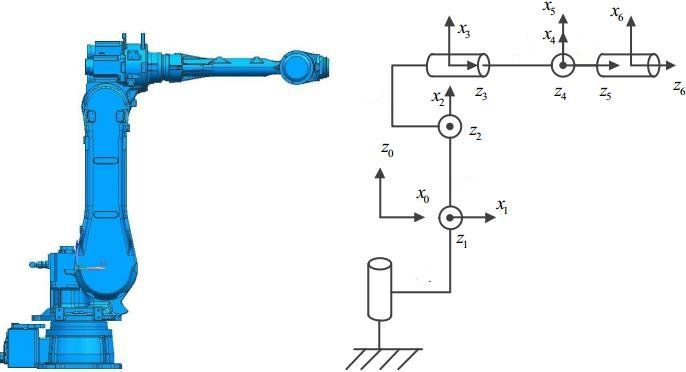 x₅
x₆
x₃
x₄
z₃
z₄
z₅
z₆
x₂
z₂
z₀
x₀
x₁
z₁